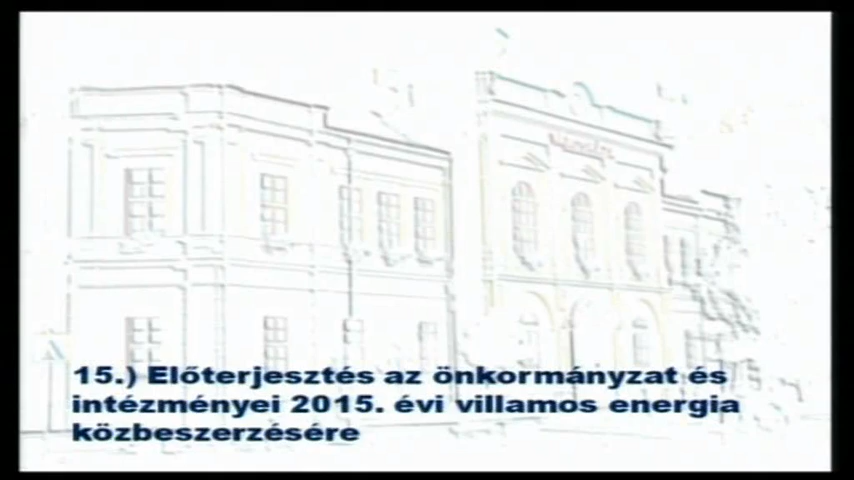 15.) Előterjesztés az önkormányzat és
intézményei 2015. évi villamos energia
közbeszerzésére